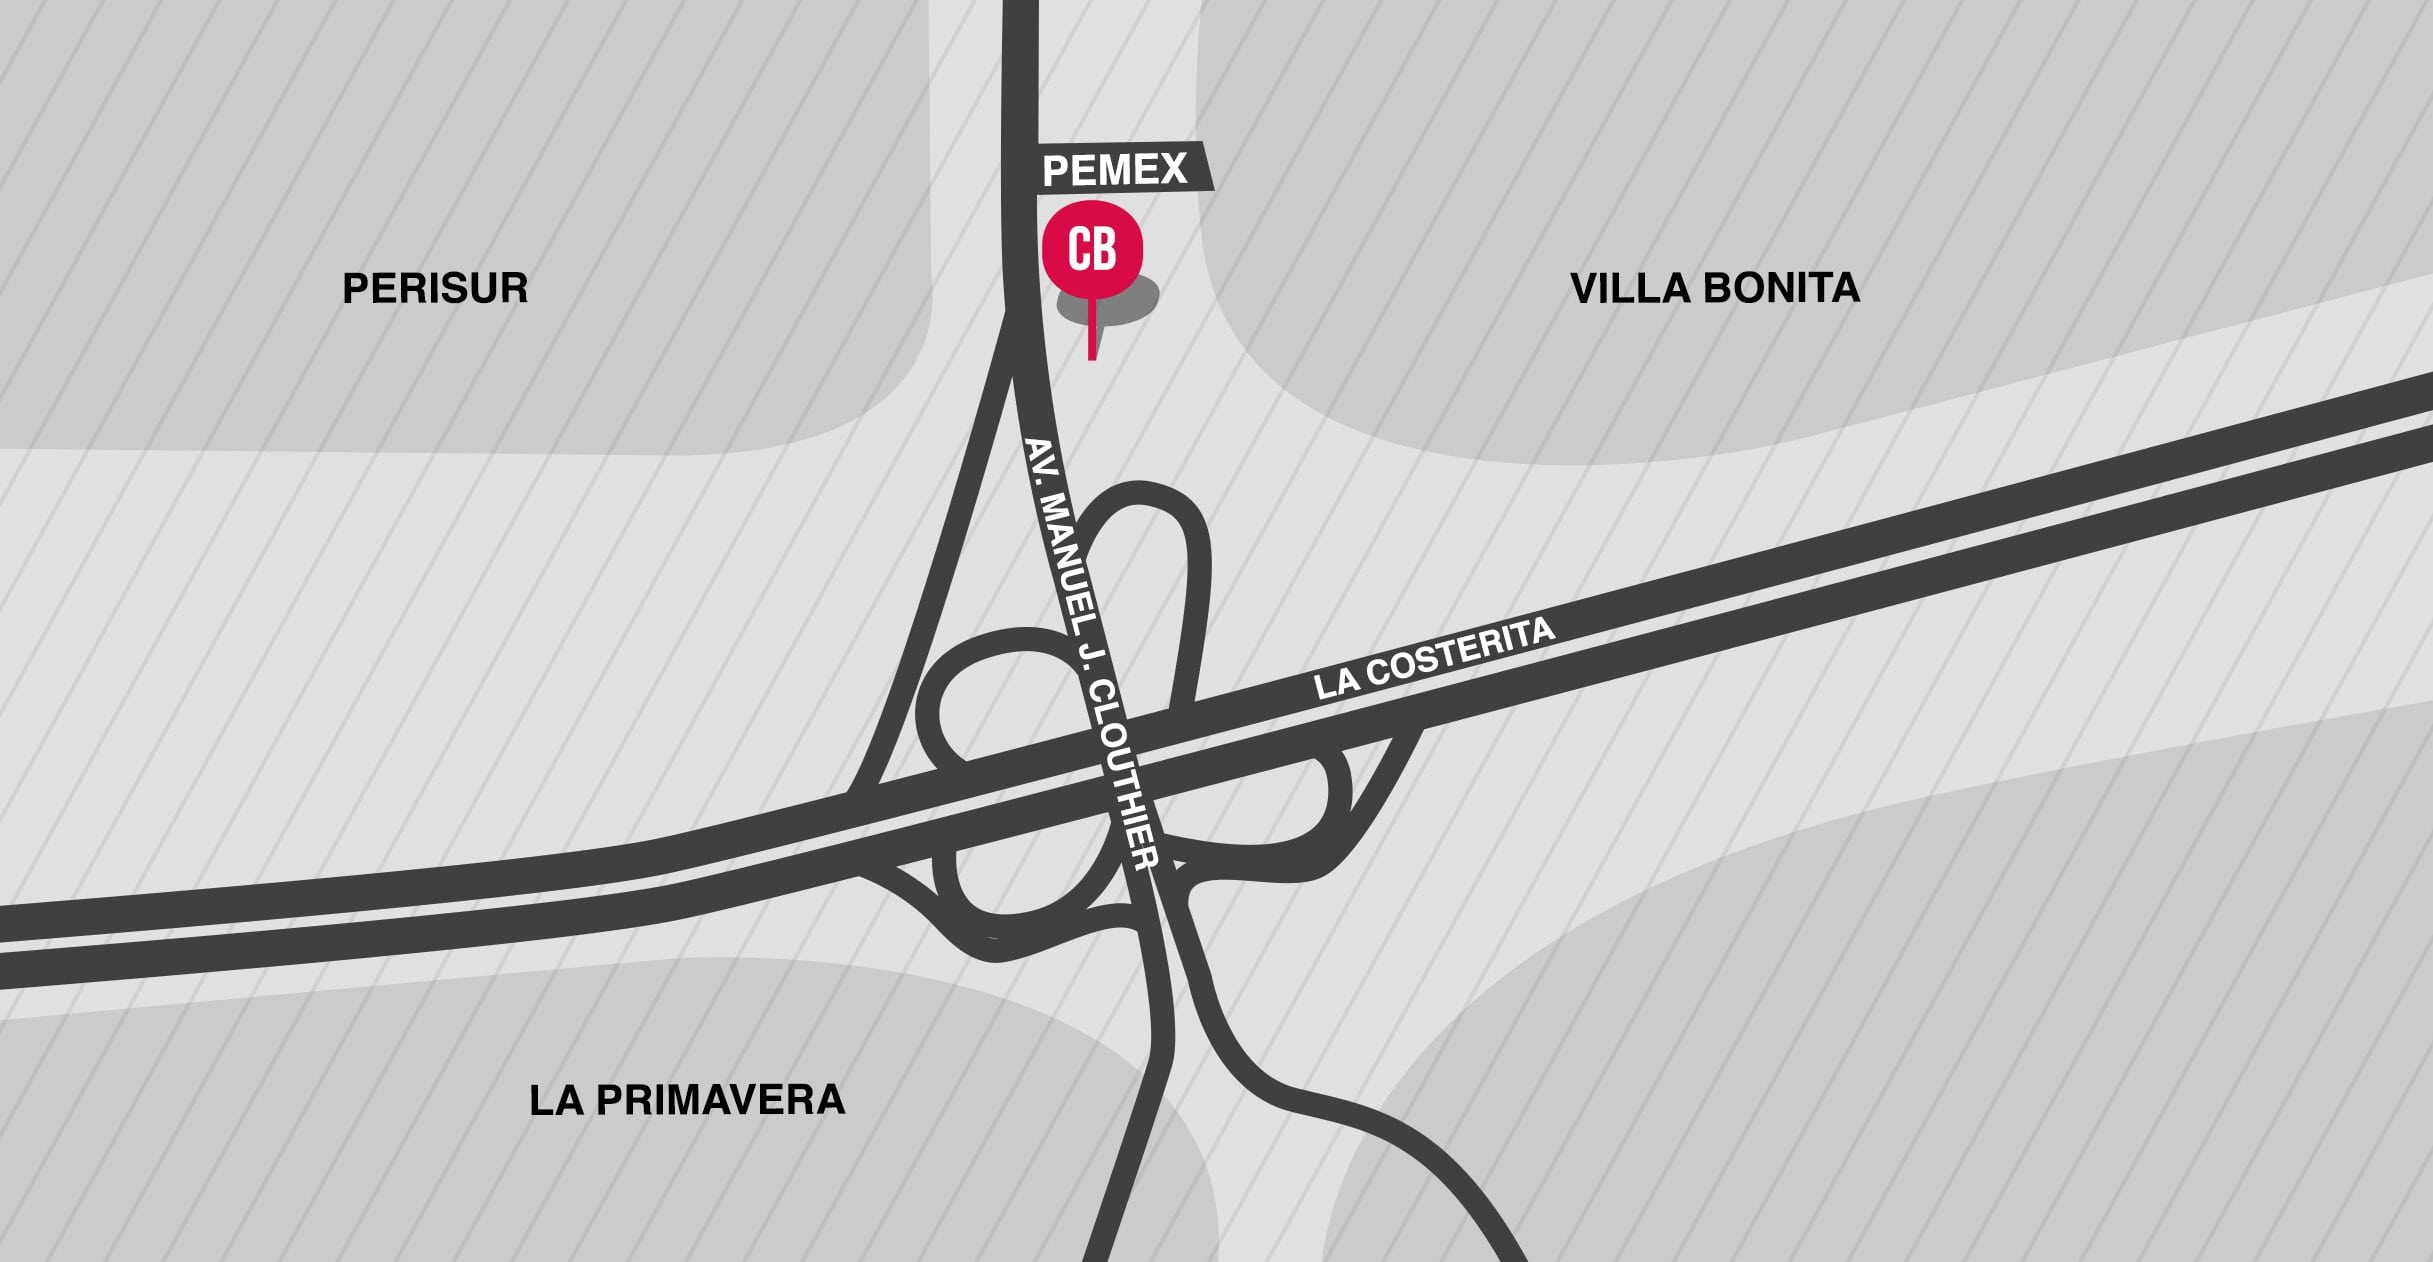 PEMEX
CB
PERISUR
VILLA BONITA
AV. MANUEL J. CLOUTHIER
LA COSTERITA
LA PRIMAVERA